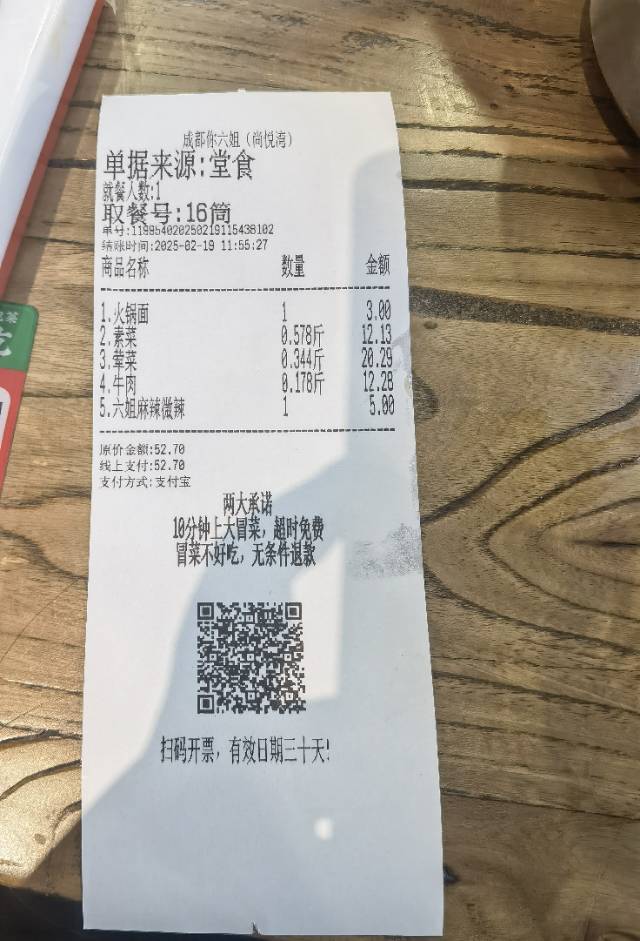 成都你六姐（尚悦湾）
单据来源:堂食
就餐人数:1
取餐号:16筒
单号:119954020250219115438102
结账时间:2025-02-19 11:55:27
商品名称 数量 金额
1.火锅面 1 3.00
2.素菜 0.578斤 12.13
3.荤菜 0.344斤 20.29
4.牛肉 0.178斤 12.28
5.六姐麻辣微辣 1 5.00
原价金额:52.70
线上支付:52.70
支付方式:支付宝
两大承诺
10分钟上大冒菜，超时免费
冒菜不好吃，无条件退款
扫码开票，有效日期三十天!